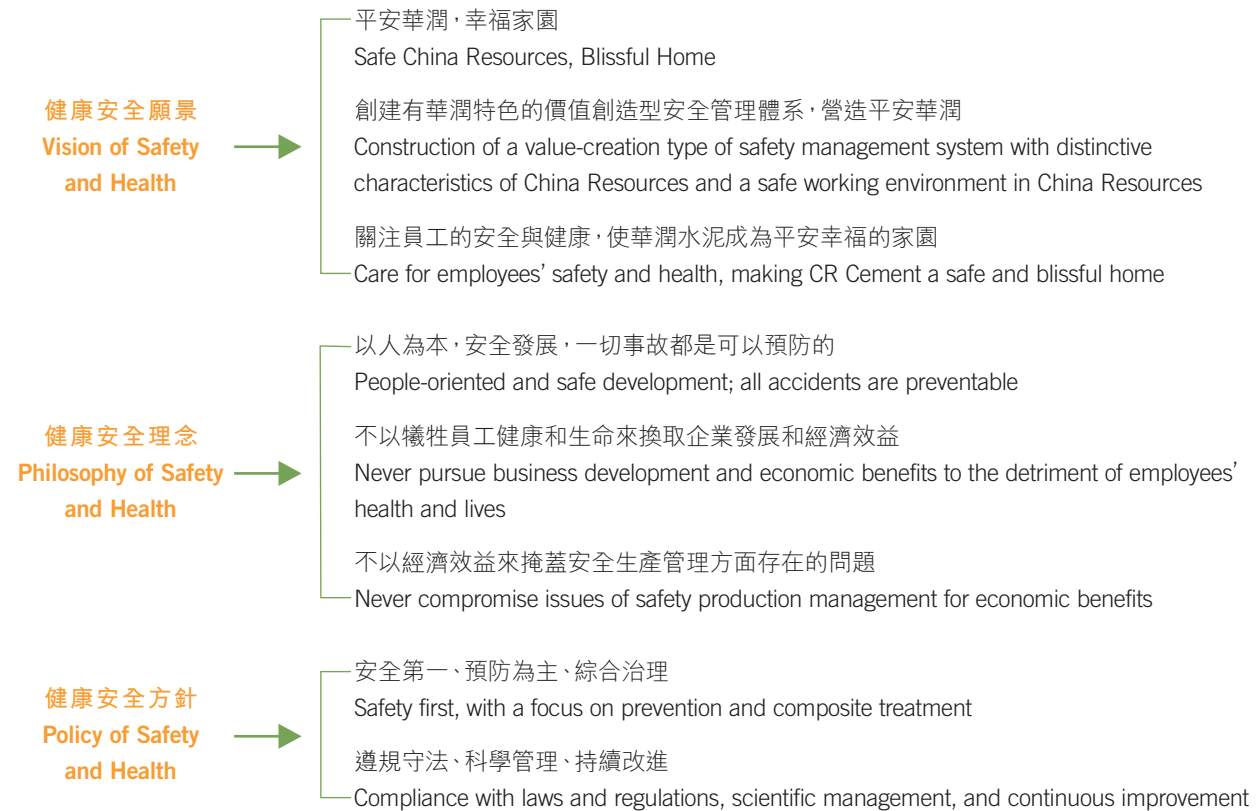 健康安全願景
Vision of Safety
and Health
平安華潤，幸福家園
Safe China Resources, Blissful Home
創建有華潤特色的價值創造型安全管理體系，營造平安華潤
Construction of a value-creation type of safety management system with distinctive
characteristics of China Resources and a safe working environment in China Resources
關注員工的安全與健康，使華潤水泥成為平安幸福的家園
Care for employees’ safety and health, making CR Cement a safe and blissful home
健康安全理念
Philosophy of Safety
and Health
以人為本，安全發展，一切事故都是可以預防的
People-oriented and safe development; all accidents are preventable
不以犧牲員工健康和生命來換取企業發展和經濟效益
Never pursue business development and economic benefits to the detriment of employees’
health and lives
不以經濟效益來掩蓋安全生產管理方面存在的問題
Never compromise issues of safety production management for economic benefits
健康安全方針
Policy of Safety
and Health
安全第一、預防為主、綜合治理
Safety first, with a focus on prevention and composite treatment
遵規守法、科學管理、持續改進
Compliance with laws and regulations, scientific management, and continuous improvement